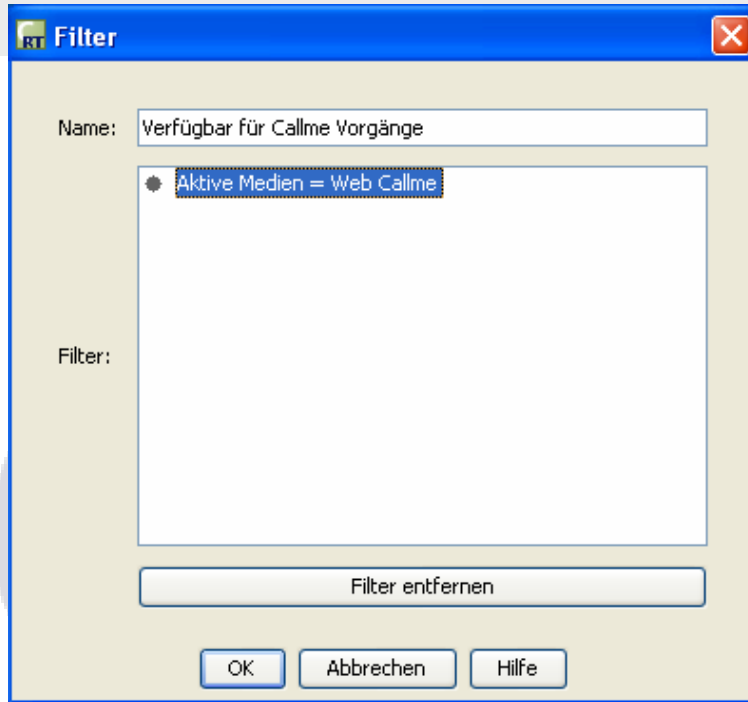 RT Filter
Name: Verfügbar für Callme Vorgänge
Aktive Medien = Web Callme
Filter:
Filter entfernen
OK Abbrechen Hilfe